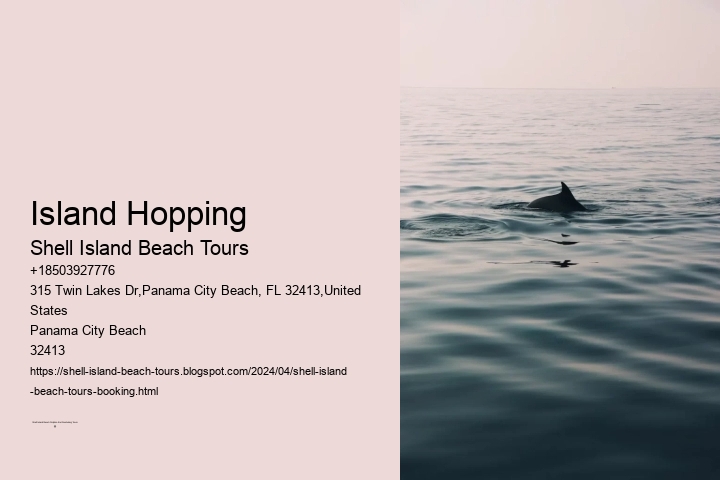 Island Hopping
Shell Island Beach Tours
+18503927776
315 Twin Lakes Dr,Panama City Beach, FL 32413,United
States
Panama City Beach
32413
https://shell-island-beach-tours.blogspot.com/2024/04/shell-island
-beach-tours-booking.html